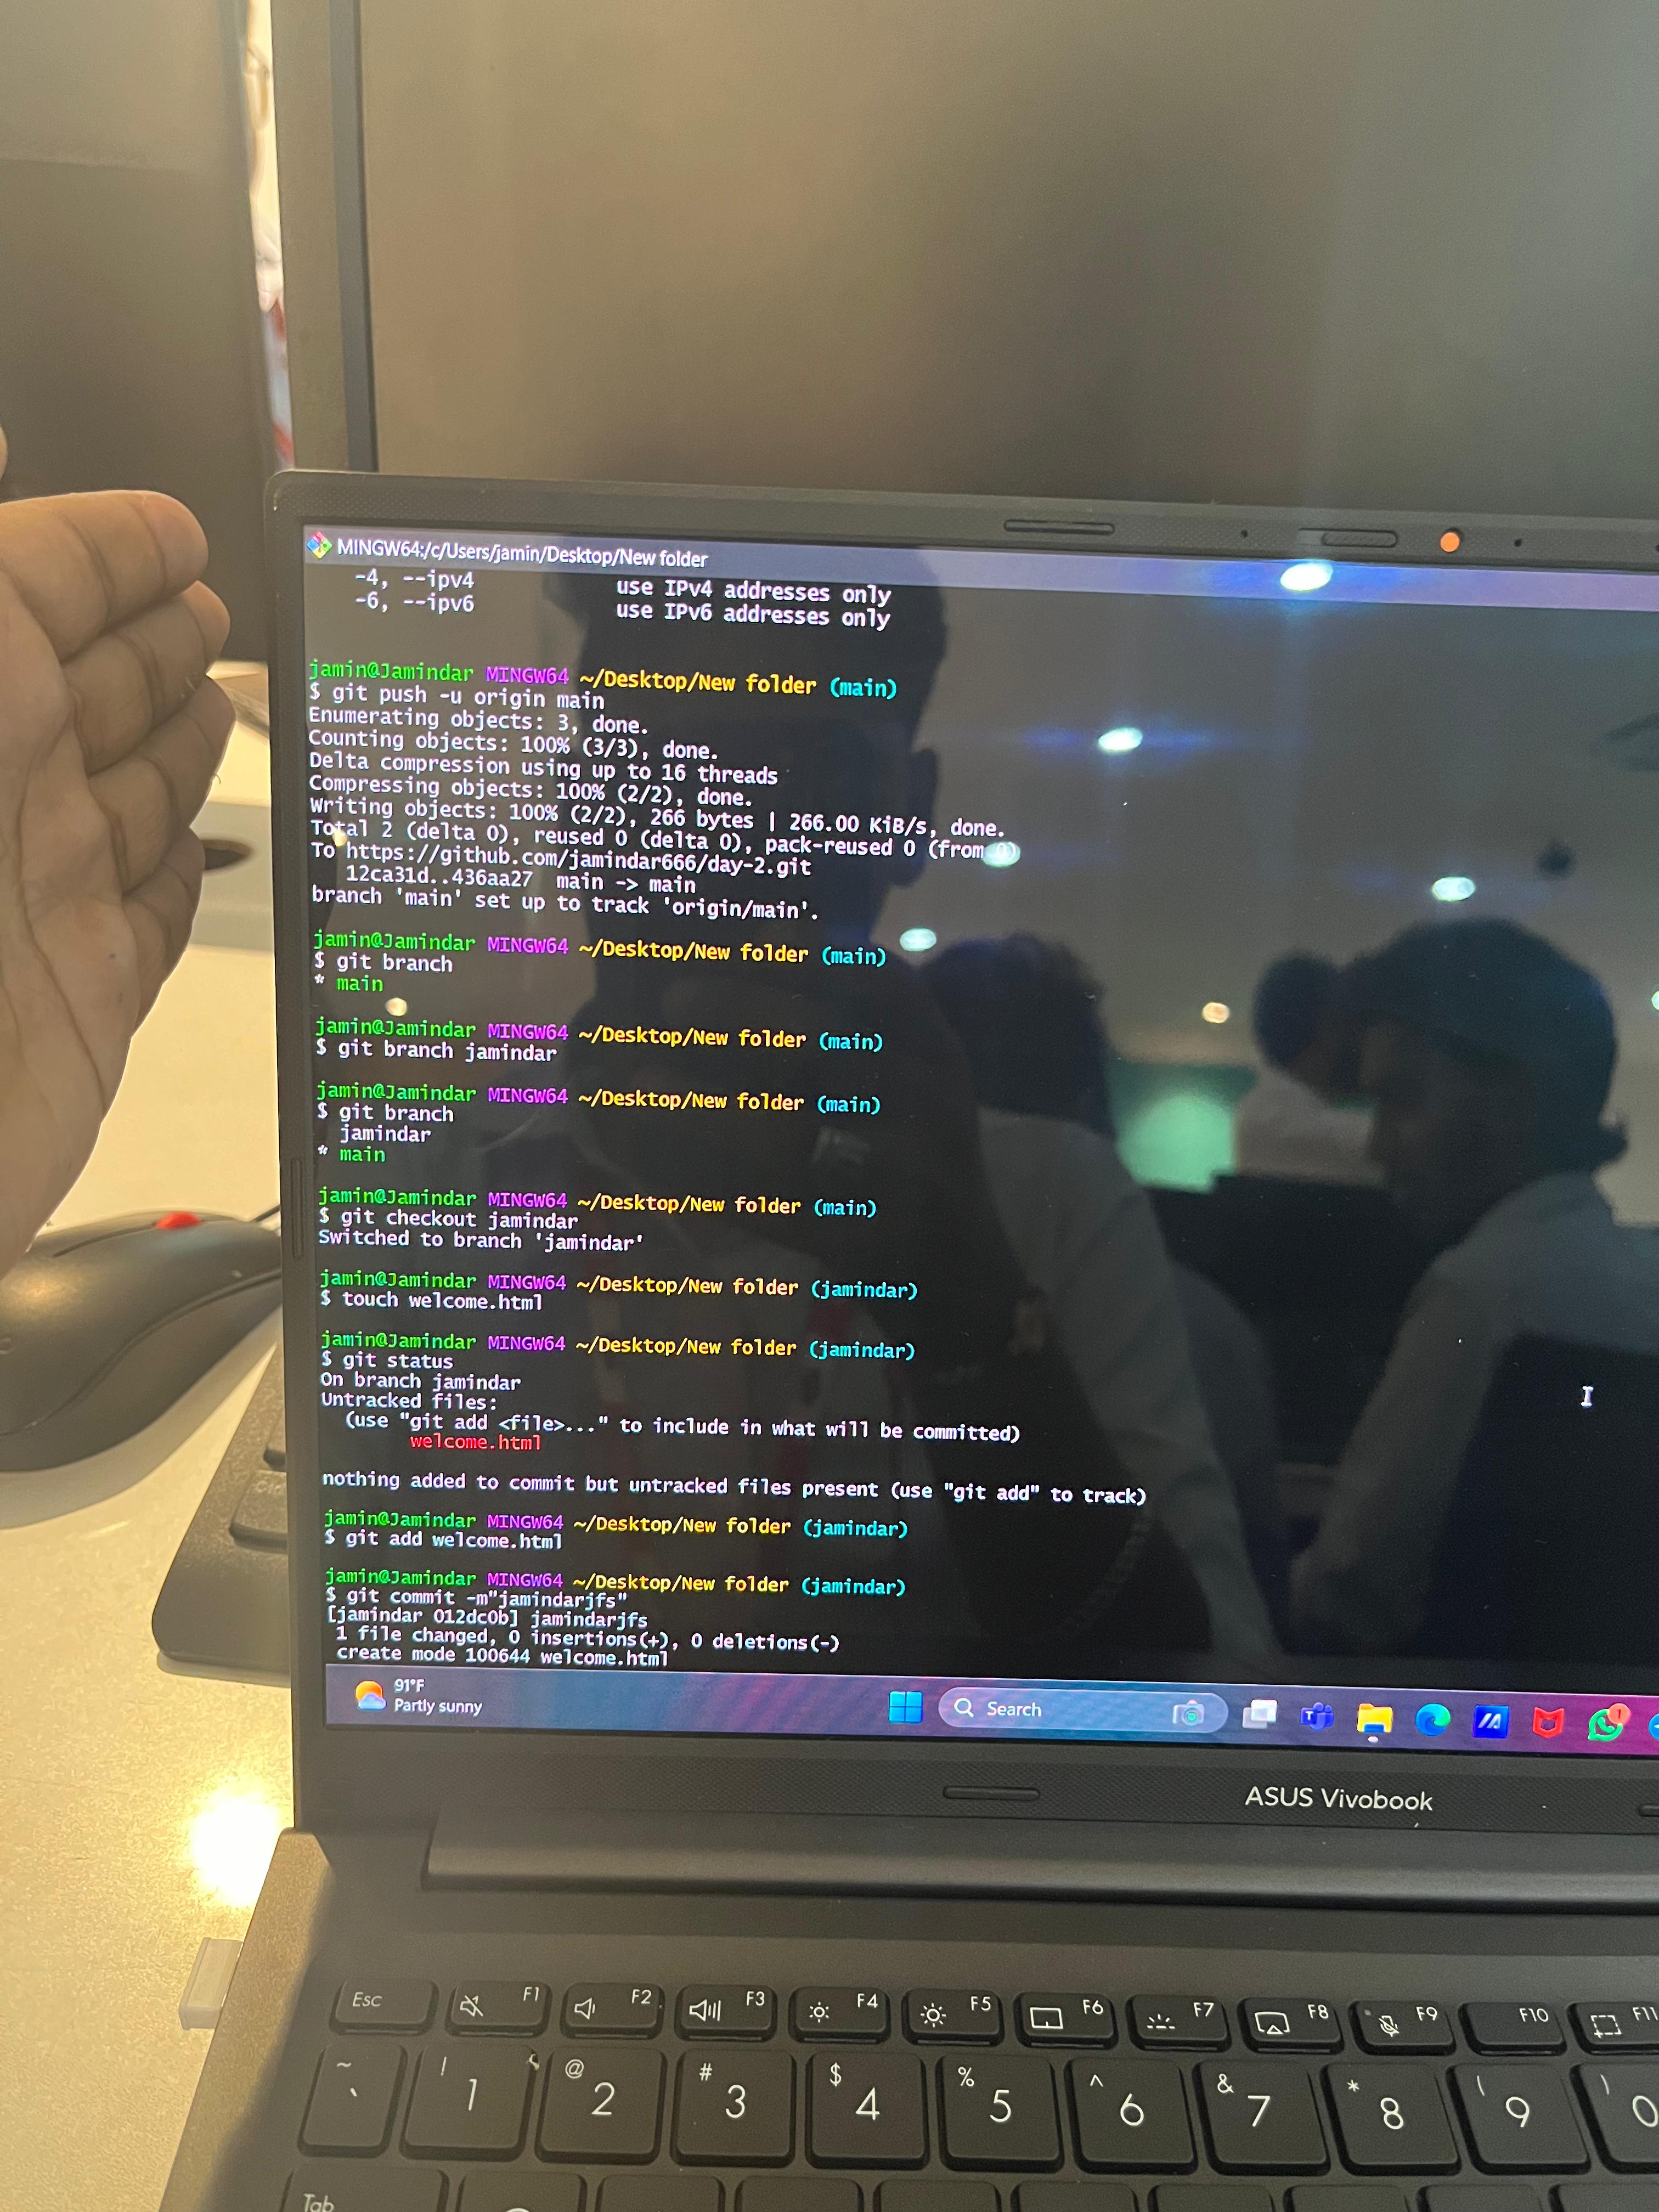 MINGW64:/c/Users/jamin/Desktop/New folder
-4, --ipv4 use IPv4 addresses only
-6, --ipv6 use IPv6 addresses only
jamin@Jamindar MINGW64 ~/Desktop/New folder (main)
$ git push -u origin main
Enumerating objects: 3, done.
Counting objects: 100% (3/3), done.
Delta compression using up to 16 threads
Compressing objects: 100% (2/2), done.
Writing objects: 100% (2/2), 266 bytes | 266.00 KiB/s, done.
Total 2 (delta 0), reused 0 (delta 0), pack-reused 0 (from 0)
To https://github.com/jamindar666/day-2.git
12ca31d..436aa27 main -> main
branch 'main' set up to track 'origin/main'.
jamin@Jamindar MINGW64 ~/Desktop/New folder (main)
$ git branch
* main
jamin@Jamindar MINGW64 ~/Desktop/New folder (main)
$ git branch jamindar
jamin@Jamindar MINGW64 ~/Desktop/New folder (main)
$ git branch
jamindar
* main
jamin@Jamindar MINGW64 ~/Desktop/New folder (main)
$ git checkout jamindar
Switched to branch 'jamindar'
jamin@Jamindar MINGW64 ~/Desktop/New folder (jamindar)
$ touch welcome.html
jamin@Jamindar MINGW64 ~/Desktop/New folder (jamindar)
$ git status
On branch jamindar
Untracked files:
(use "git add <file>..." to include in what will be committed)
welcome.html
nothing added to commit but untracked files present (use "git add" to track)
jamin@Jamindar MINGW64 ~/Desktop/New folder (jamindar)
$ git add welcome.html
jamin@Jamindar MINGW64 ~/Desktop/New folder (jamindar)
$ git commit -m"jamindarjfs"
[jamindar 012dc0b] jamindarjfs
1 file changed, 0 insertions(+), 0 deletions(-)
create mode 100644 welcome.html
91°F
Partly sunny
Search
1
ASUS Vivobook
Esc F1 F2 F3 F4 F5 F6 F7 F8 F9 F10 F11
~ ! @ # $ % ^ & * ( )
` 1 2 3 4 5 6 7 8 9 0
Tab